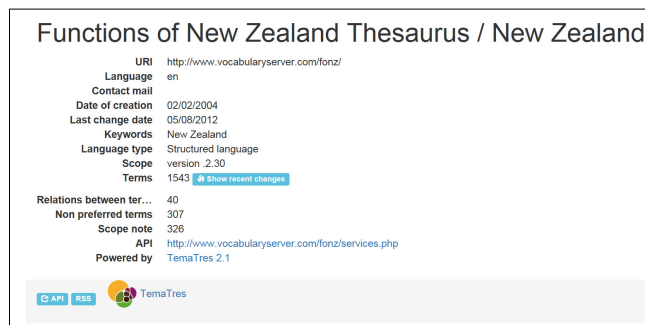 Functions of New Zealand Thesaurus / New Zealand
URI http://www.vocabularyserver.com/fonz/
Language en
Contact mail
Date of creation 02/02/2004
Last change date 05/08/2012
Keywords New Zealand
Language type Structured language
Scope version .2.30
Terms 1543 Show recent changes
Relations between ter... 40
Non preferred terms 307
Scope note 326
API http://www.vocabularyserver.com/fonz/services.php
Powered by TemaTres 2.1
API RSS TemaTres